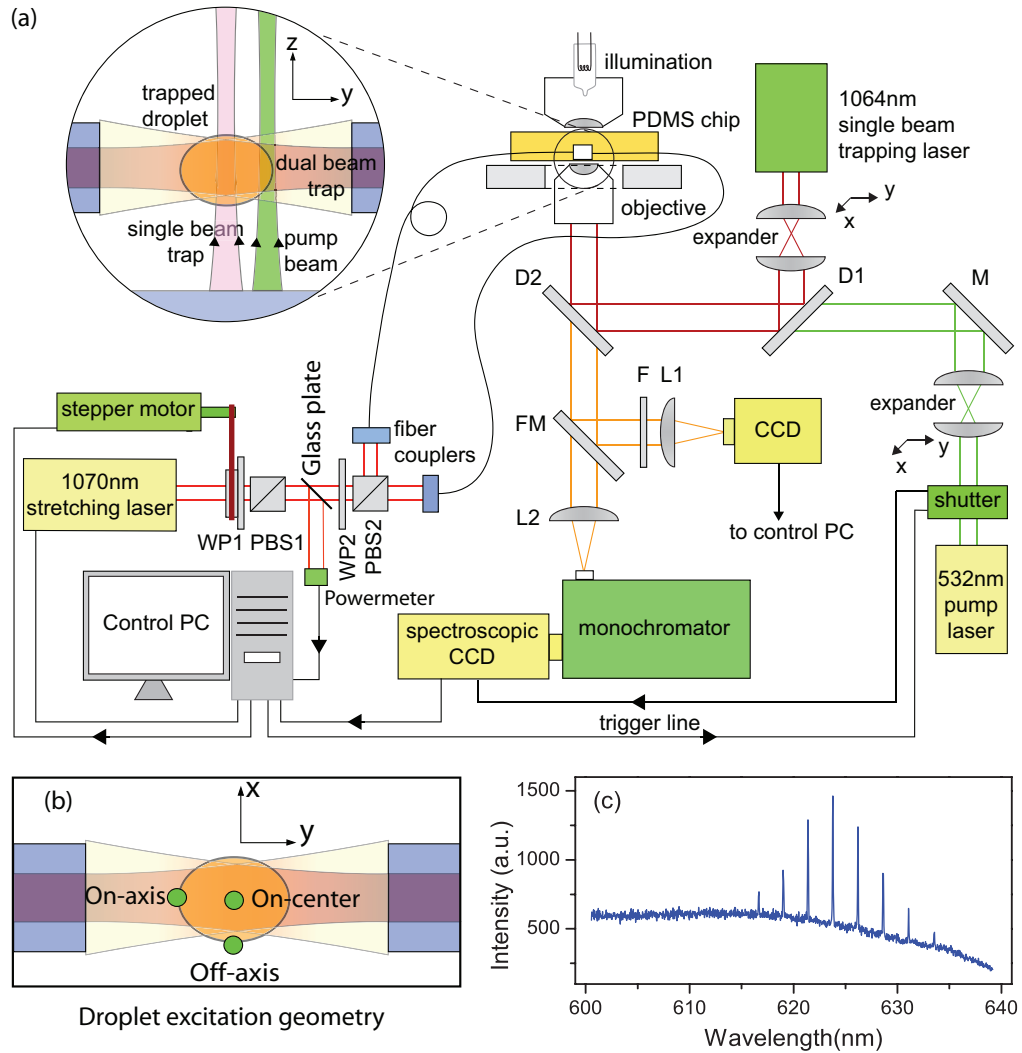 (a)
z
y
trapped
droplet
dual beam
trap
single beam
trap
pump
beam
illumination
PDMS chip
objective
1064nm
single beam
trapping laser
y
x
expander
D2
D1
M
expander
x
y
stepper motor
1070nm
stretching laser
WP1
PBS1
Glass plate
WP2
PBS2
fiber
couplers
Powermeter
FM
F
L1
CCD
to control PC
L2
shutter
532nm
pump
laser
Control PC
spectroscopic
CCD
monochromator
trigger line
(b)
x
y
On-axis
On-center
Off-axis
Droplet excitation geometry
(c)
Intensity (a.u.)
1500
1000
500
600
610
620
630
640
Wavelength(nm)